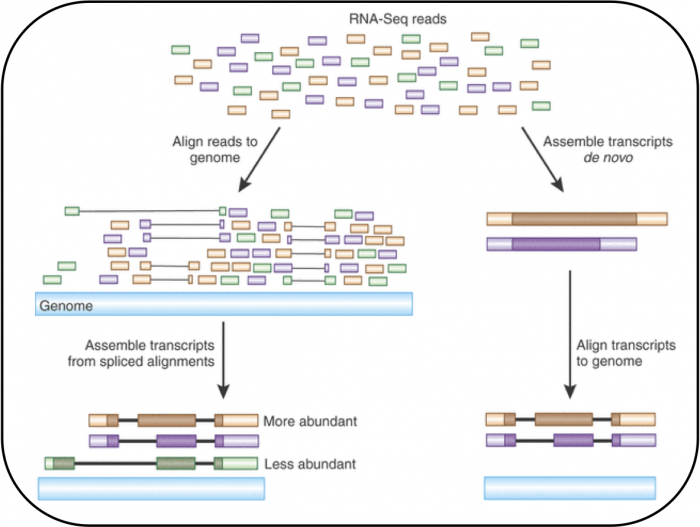 RNA-Seq reads
Align reads to
genome
Assemble transcripts
de novo
Genome
Assemble transcripts
from spliced alignments
Align transcripts
to genome
More abundant
Less abundant